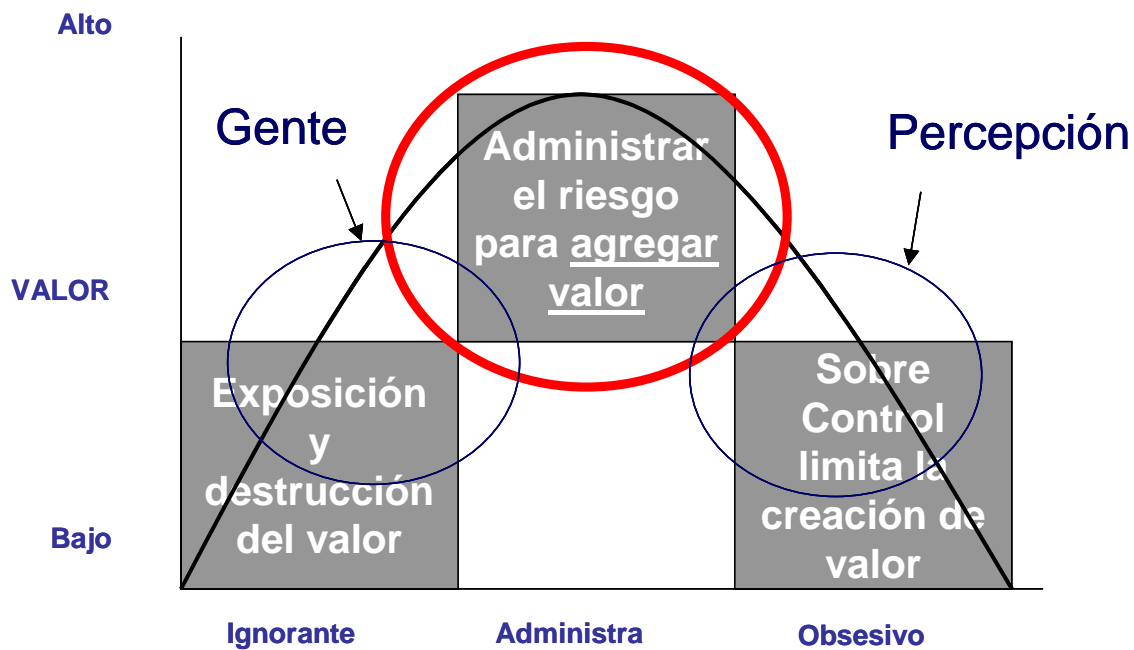 Alto
Gente
Percepción
Administrar
el riesgo
para agregar
valor
VALOR
Exposición
y
destrucción
del valor
Sobre
Control
limita la
creación de
valor
Bajo
Ignorante
Administra
Obsesivo